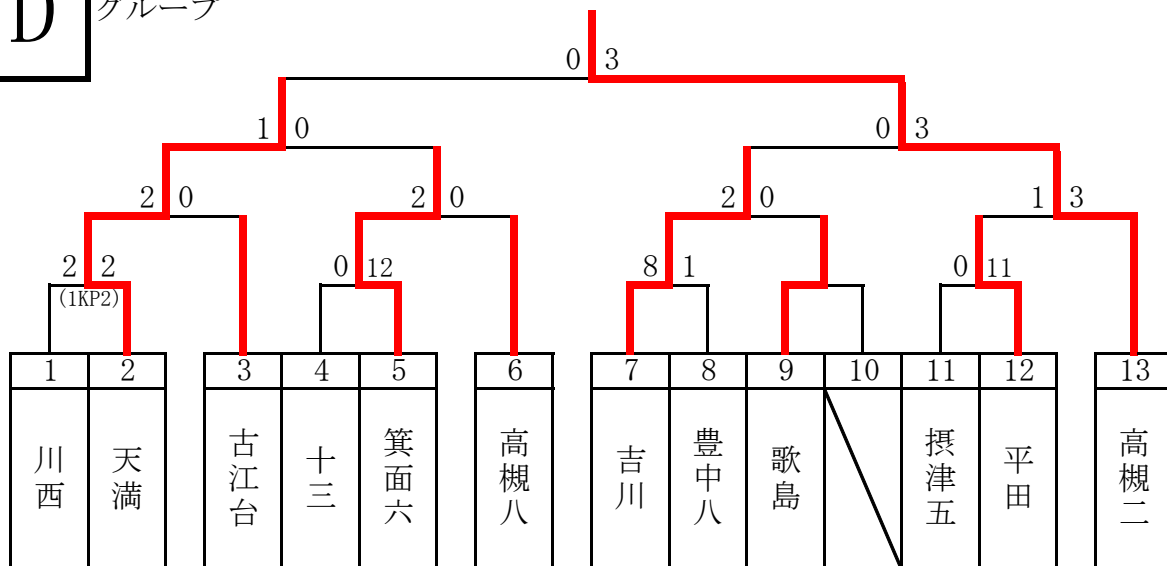 D グループ
0 3
1 0
0 3
2 0
2 0
2 0
1 3
2 2
0 12
8 1
0 11
(1KP2)
1 2 3 4 5 6 7 8 9 10 11 12 13
川西
天満
古江台
十三
箕面六
高槻八
吉川
豊中八
歌島
摂津五
平田
高槻二